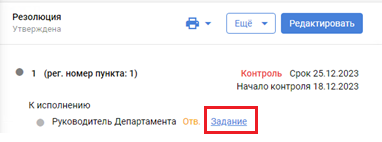 Резолюция
Утверждена
Ещё
Редактировать
1 (рег. номер пункта: 1)
Контроль Срок 25.12.2023
Начало контроля 18.12.2023
К исполнению
Руководитель Департамента Отв. Задание